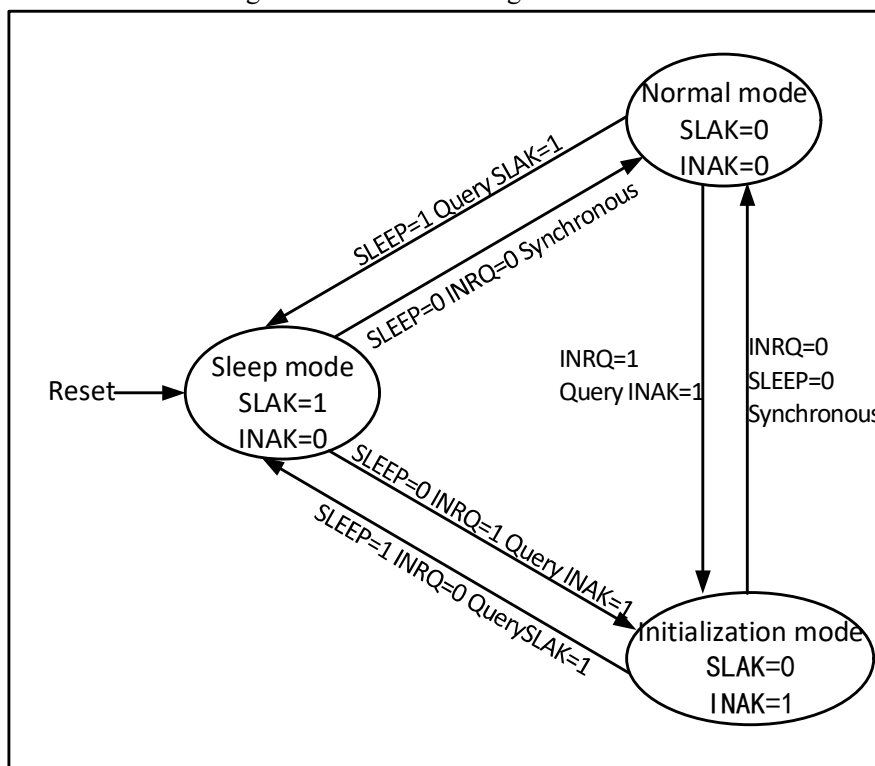 Normal mode
SLAK=0
INAK=0
SLEEP=1 Query SLAK=1
SLEEP=0 INRQ=0 Synchronous
INRQ=1
Query INAK=1
INRQ=0
SLEEP=0
Synchronous
Reset
Sleep mode
SLAK=1
INAK=0
SLEEP=0 INRQ=1 Query INAK=1
SLEEP=1 INRQ=0 QuerySLAK=1
Initialization mode
SLAK=0
INAK=1